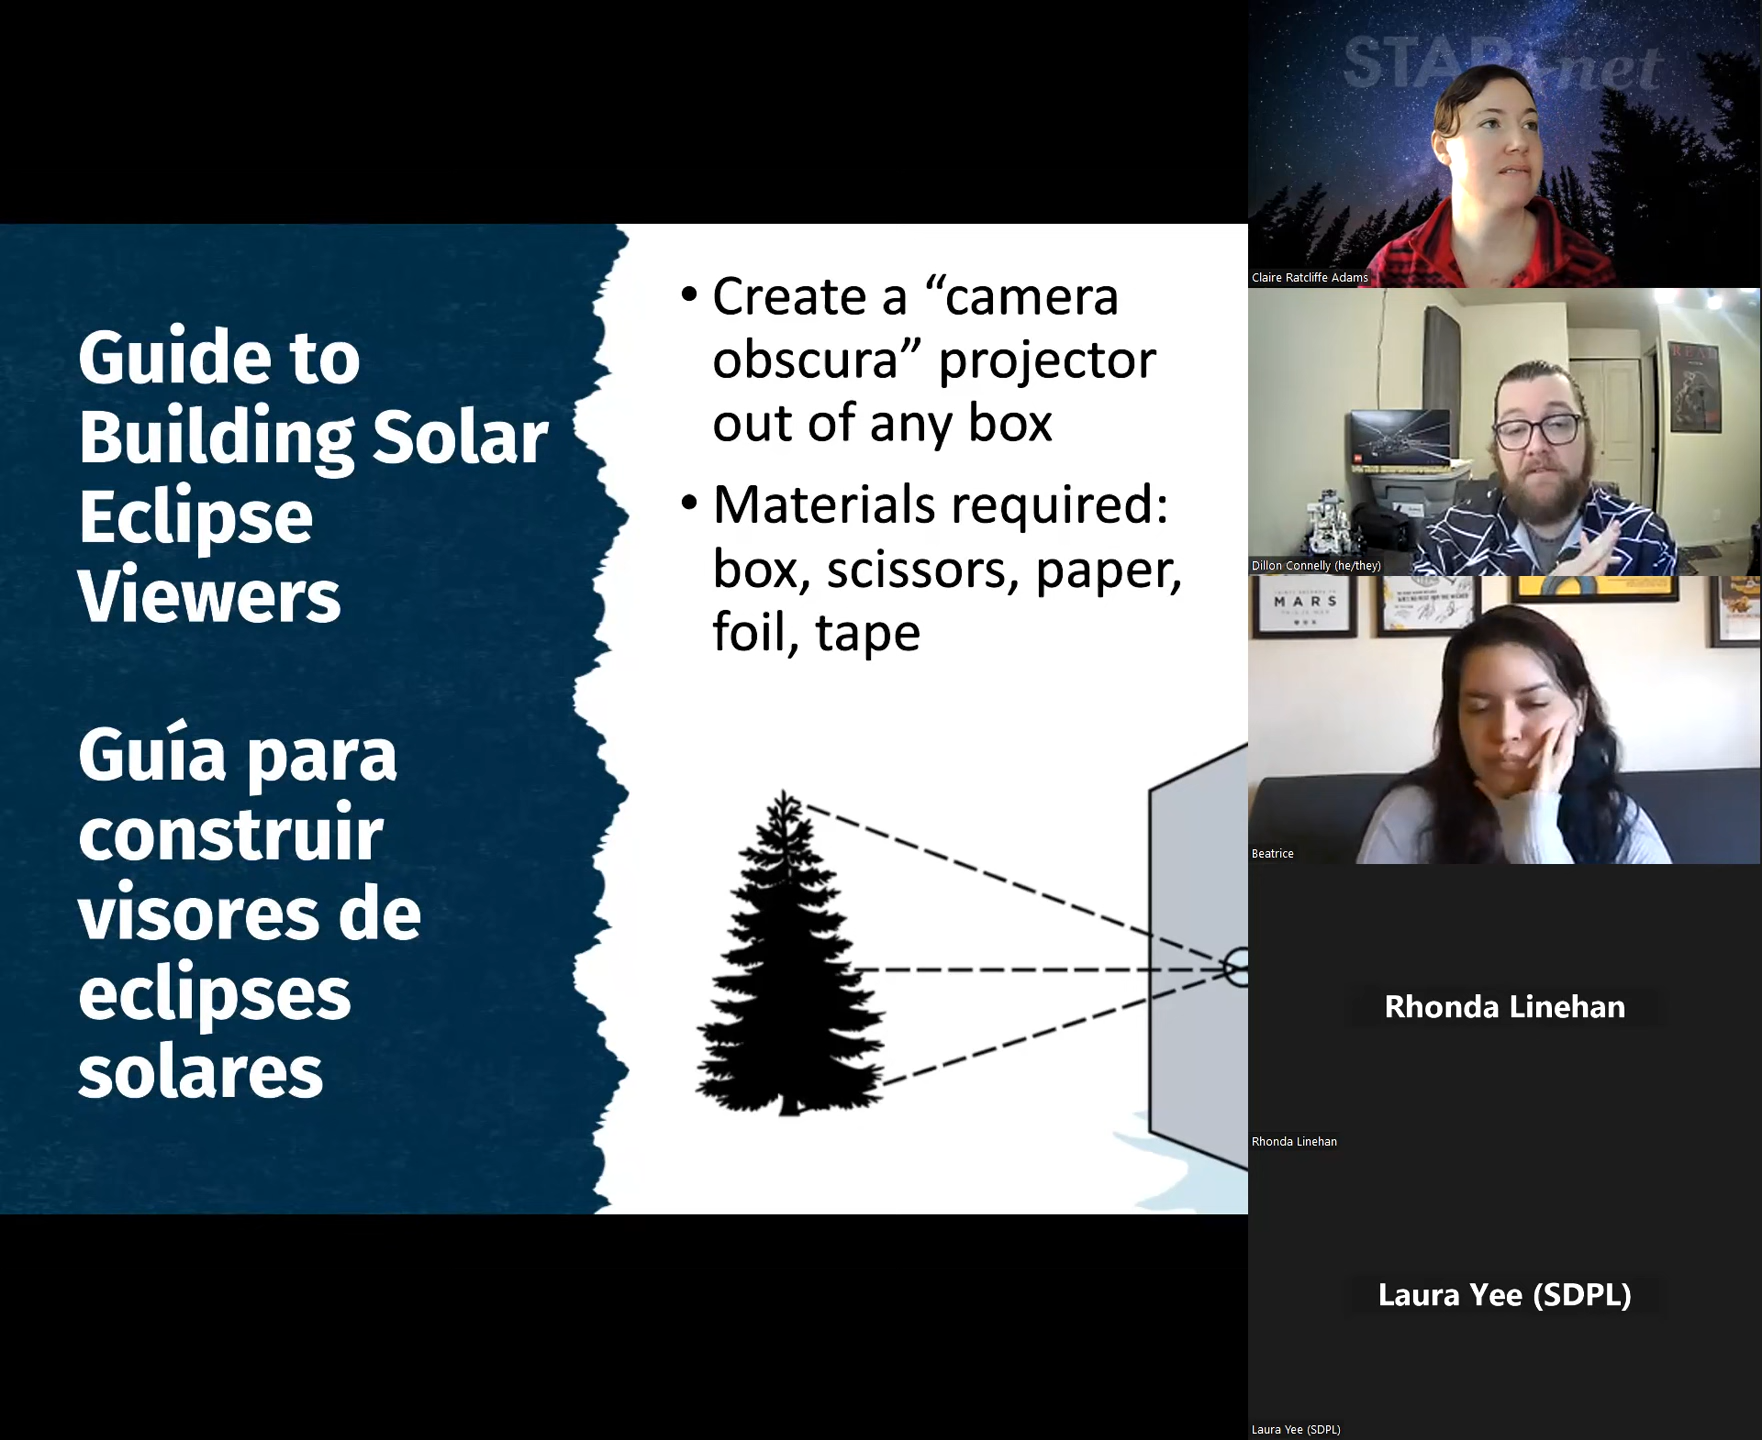 Guide to
Building Solar
Eclipse
Viewers
Guía para
construir
visores de
eclipses
solares
• Create a “camera
obscura” projector
out of any box
• Materials required:
box, scissors, paper,
foil, tape
net
Claire Ratcliffe Adams
REAL
Dillon Connelly (he/they)
MARS
Beatrice
Rhonda Linehan
Rhonda Linehan
Laura Yee (SDPL)
Laura Yee (SDPL)